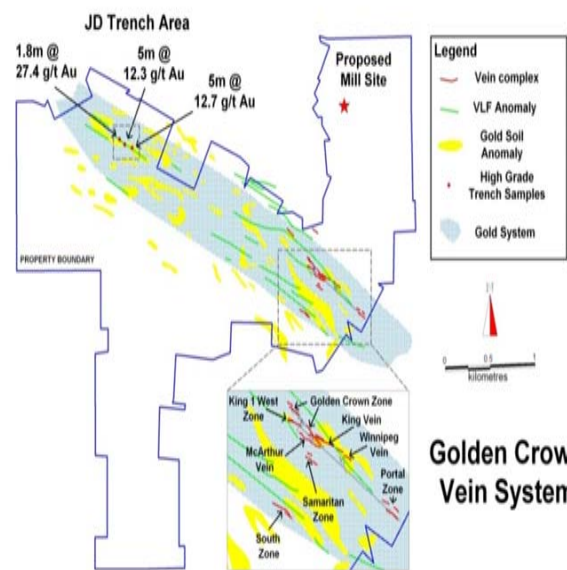 JD Trench Area
1.8m @
27.4 g/t Au
5m @
12.3 g/t Au
5m @
12.7 g/t Au
Proposed
Mill Site
Legend
Vein complex
VLF Anomaly
Gold Soil
Anomaly
High Grade
Trench Samples
Gold System
PROPERTY BOUNDARY
0
0.5
1
kilometres
King 1 West
Zone
Golden Crown Zone
King Vein
Winnipeg
Vein
McArthur
Vein
Samaritan
Zone
Portal
Zone
South
Zone
Golden Crow
Vein System